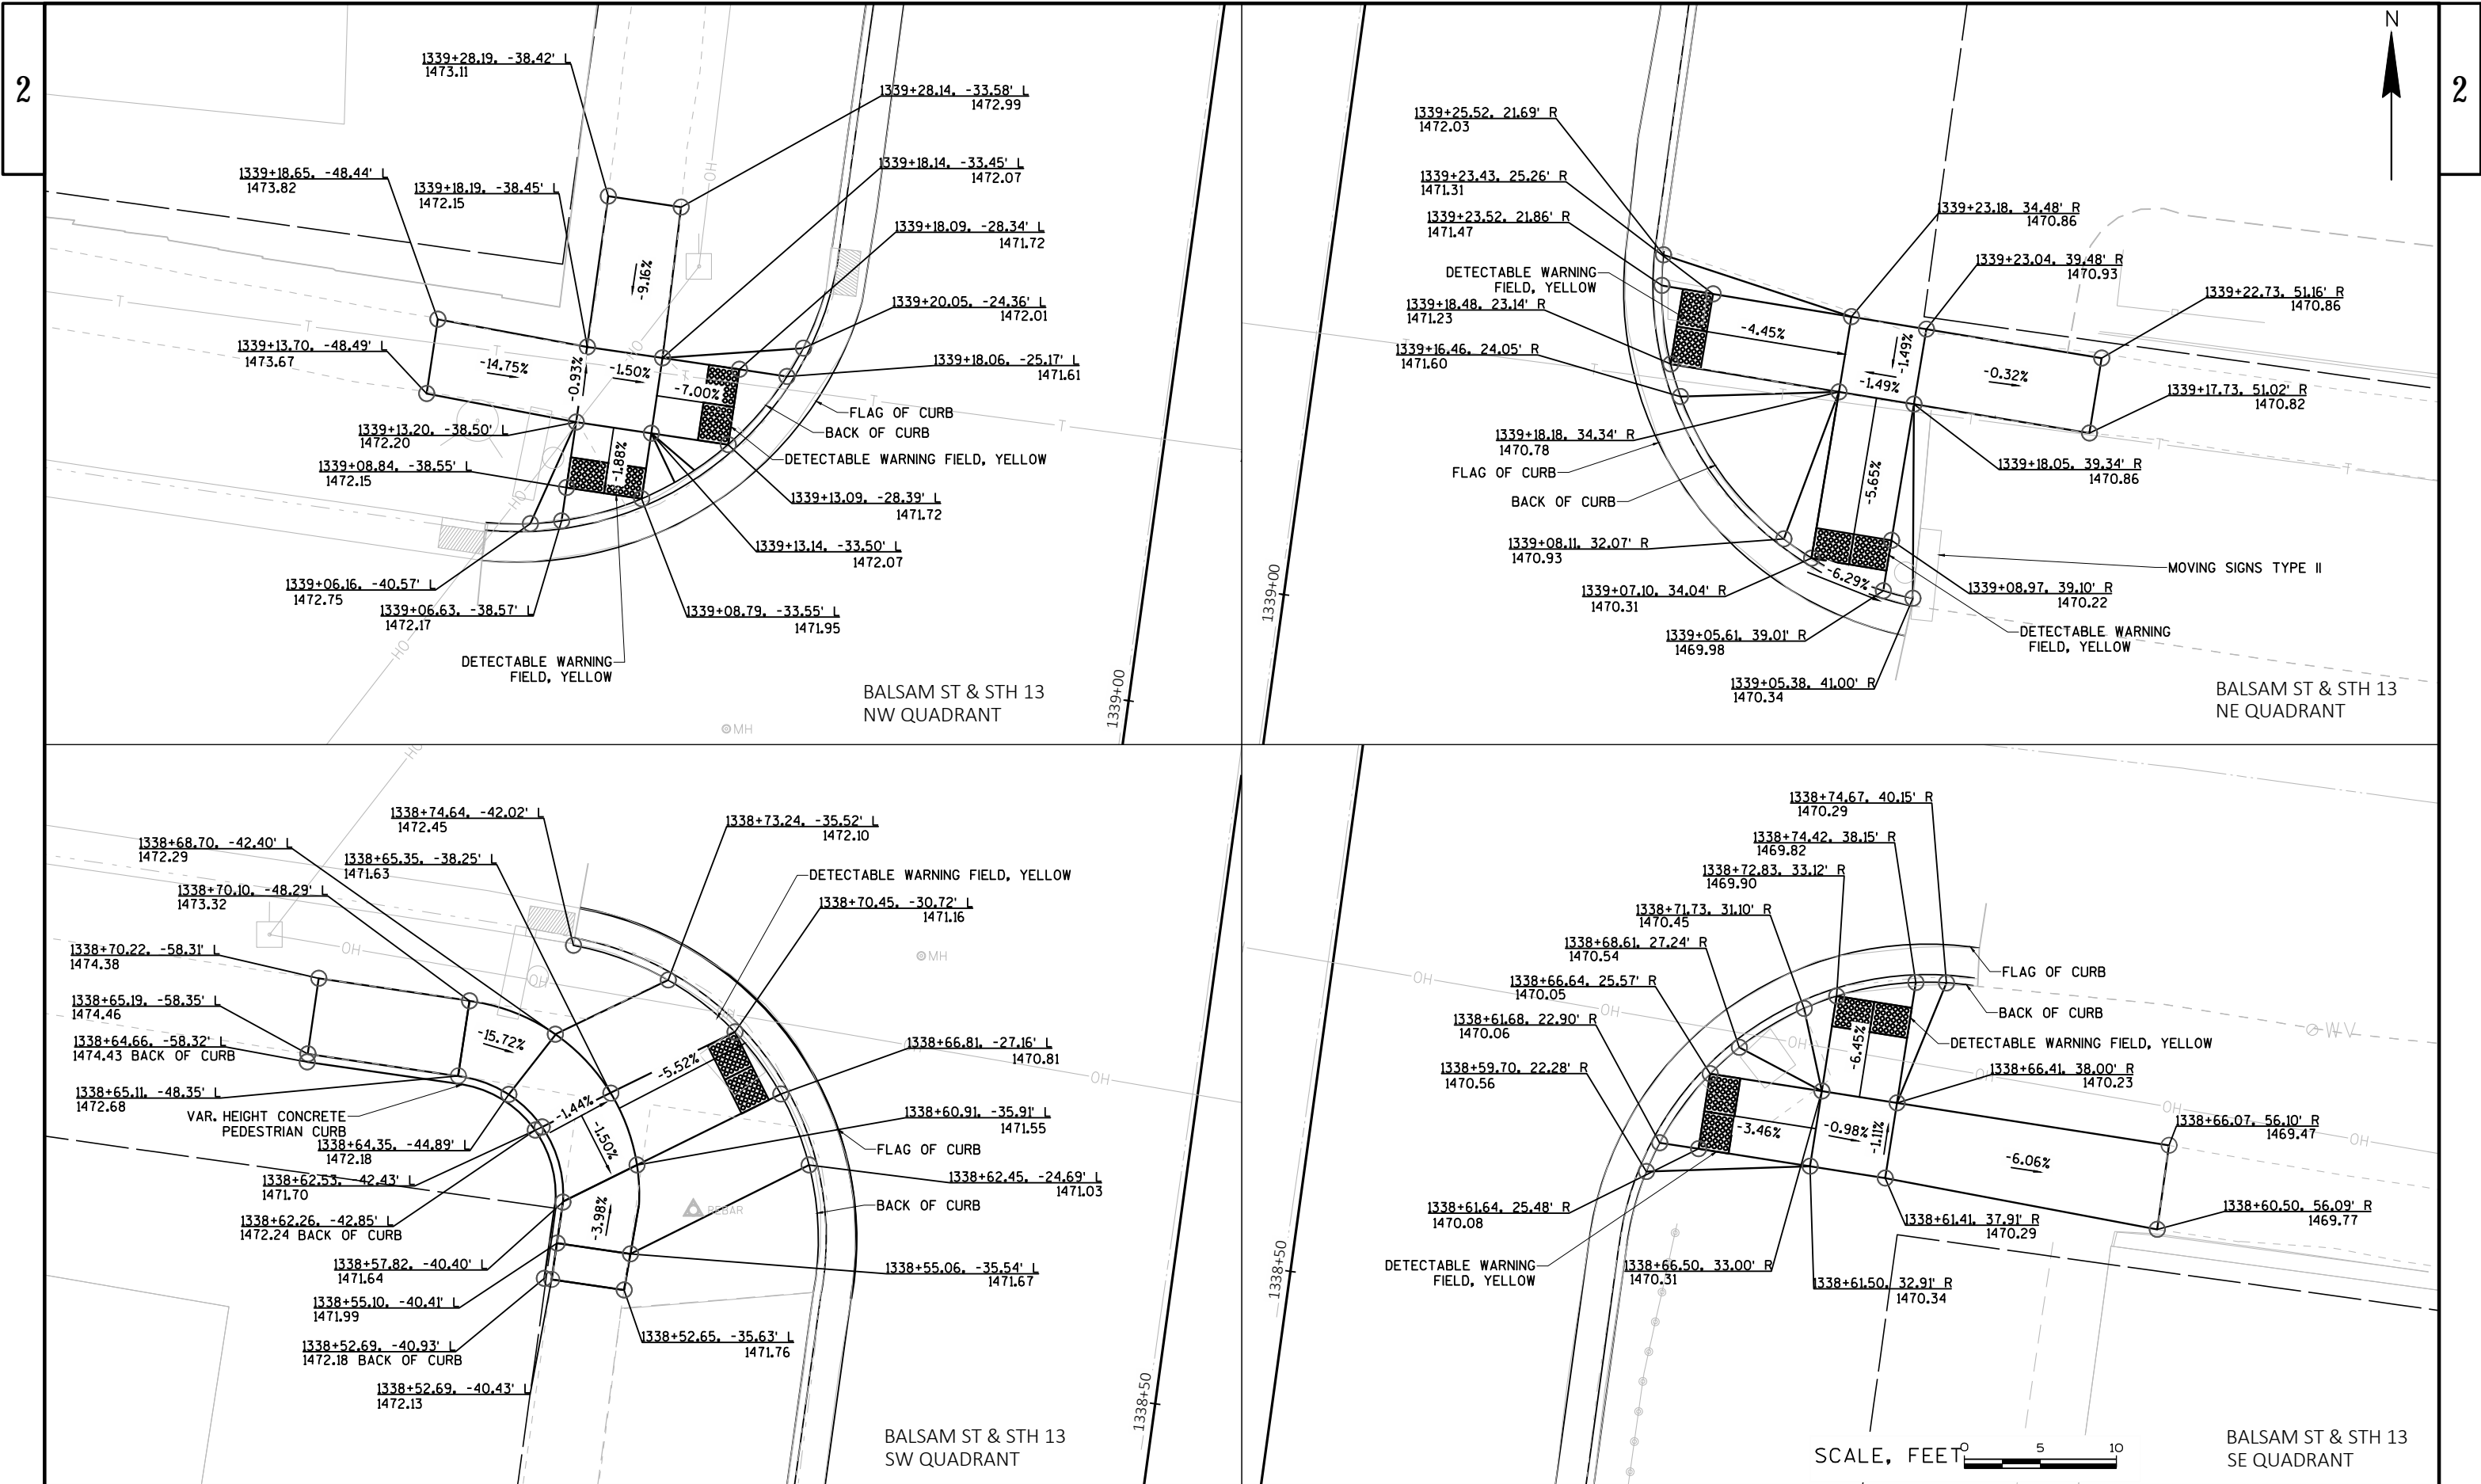 2
1339+28.19, -38.42' L
1473.11
1339+28.14, -33.58' L
1472.99
1339+18.65, -48.44' L
1473.82
1339+18.19, -38.45' L
1472.15
1339+18.14, -33.45' L
1472.07
1339+18.09, -28.34' L
1471.72
1339+20.05, -24.36' L
1472.01
1339+18.06, -25.17' L
1471.61
1339+13.70, -48.49' L
1473.67
-9.16%
-14.75%
-0.93%
-1.50%
-7.00%
-1.88%
OH
HO
HO
HO
T
T
T
T
FLAG OF CURB
BACK OF CURB
DETECTABLE WARNING FIELD, YELLOW
1339+13.20, -38.50' L
1472.20
1339+08.84, -38.55' L
1472.15
1339+13.09, -28.39' L
1471.72
1339+13.14, -33.50' L
1472.07
1339+06.16, -40.57' L
1472.75
1339+06.63, -38.57' L
1472.17
1339+08.79, -33.55' L
1471.95
DETECTABLE WARNING
FIELD, YELLOW
MH
1339+00
BALSAM ST & STH 13
NW QUADRANT
N
2
1339+25.52, 21.69' R
1472.03
1339+23.43, 25.26' R
1471.31
1339+23.52, 21.86' R
1471.47
DETECTABLE WARNING
FIELD, YELLOW
1339+18.48, 23.14' R
1471.23
1339+16.46, 24.05' R
1471.60
1339+23.18, 34.48' R
1470.86
1339+23.04, 39.48' R
1470.93
1339+22.73, 51.16' R
1470.86
1339+17.73, 51.02' R
1470.82
-4.45%
-1.49%
-1.49%
-0.32%
-5.65%
-6.29%
T
T
T
T
1339+18.18, 34.34' R
1470.78
FLAG OF CURB
BACK OF CURB
1339+18.05, 39.34' R
1470.86
1339+08.11, 32.07' R
1470.93
1339+07.10, 34.04' R
1470.31
MOVING SIGNS TYPE II
1339+08.97, 39.10' R
1470.22
1339+05.61, 39.01' R
1469.98
DETECTABLE WARNING
FIELD, YELLOW
1339+05.38, 41.00' R
1470.34
1339+00
BALSAM ST & STH 13
NE QUADRANT
HO
1338+74.64, -42.02' L
1472.45
1338+73.24, -35.52' L
1472.10
1338+68.70, -42.40' L
1472.29
1338+65.35, -38.25' L
1471.63
DETECTABLE WARNING FIELD, YELLOW
1338+70.10, -48.29' L
1473.32
1338+70.45, -30.72' L
1471.16
1338+70.22, -58.31' L
1474.38
1338+65.19, -58.35' L
1474.46
1338+64.66, -58.32' L
1474.43 BACK OF CURB
1338+65.11, -48.35' L
1472.68
VAR. HEIGHT CONCRETE
PEDESTRIAN CURB
1338+64.35, -44.89' L
1472.18
1338+62.53, -42.43' L
1471.70
1338+62.26, -42.85' L
1472.24 BACK OF CURB
1338+57.82, -40.40' L
1471.64
1338+55.10, -40.41' L
1471.99
1338+52.69, -40.93' L
1472.18 BACK OF CURB
1338+52.69, -40.43' L
1472.13
-15.72%
-5.52%
-1.44%
-1.50%
-3.98%
OH
OH
OH
MH
REBAR
1338+66.81, -27.16' L
1470.81
1338+60.91, -35.91' L
1471.55
FLAG OF CURB
1338+62.45, -24.69' L
1471.03
BACK OF CURB
1338+55.06, -35.54' L
1471.67
1338+52.65, -35.63' L
1471.76
1338+50
BALSAM ST & STH 13
SW QUADRANT
1338+74.67, 40.15' R
1470.29
1338+74.42, 38.15' R
1469.82
1338+72.83, 33.12' R
1469.90
1338+71.73, 31.10' R
1470.45
1338+68.61, 27.24' R
1470.54
1338+66.64, 25.57' R
1470.05
1338+61.68, 22.90' R
1470.06
1338+59.70, 22.28' R
1470.56
FLAG OF CURB
BACK OF CURB
DETECTABLE WARNING FIELD, YELLOW
1338+66.41, 38.00' R
1470.23
1338+66.07, 56.10' R
1469.47
-6.45%
-3.46%
-0.98%
-1.11%
-6.06%
OH
OH
OH
OH
OH
OH
WV
1338+61.64, 25.48' R
1470.08
DETECTABLE WARNING
FIELD, YELLOW
1338+66.50, 33.00' R
1470.31
1338+61.41, 37.91' R
1470.29
1338+60.50, 56.09' R
1469.77
1338+61.50, 32.91' R
1470.34
1338+50
SCALE, FEET 0 5 10
BALSAM ST & STH 13
SE QUADRANT